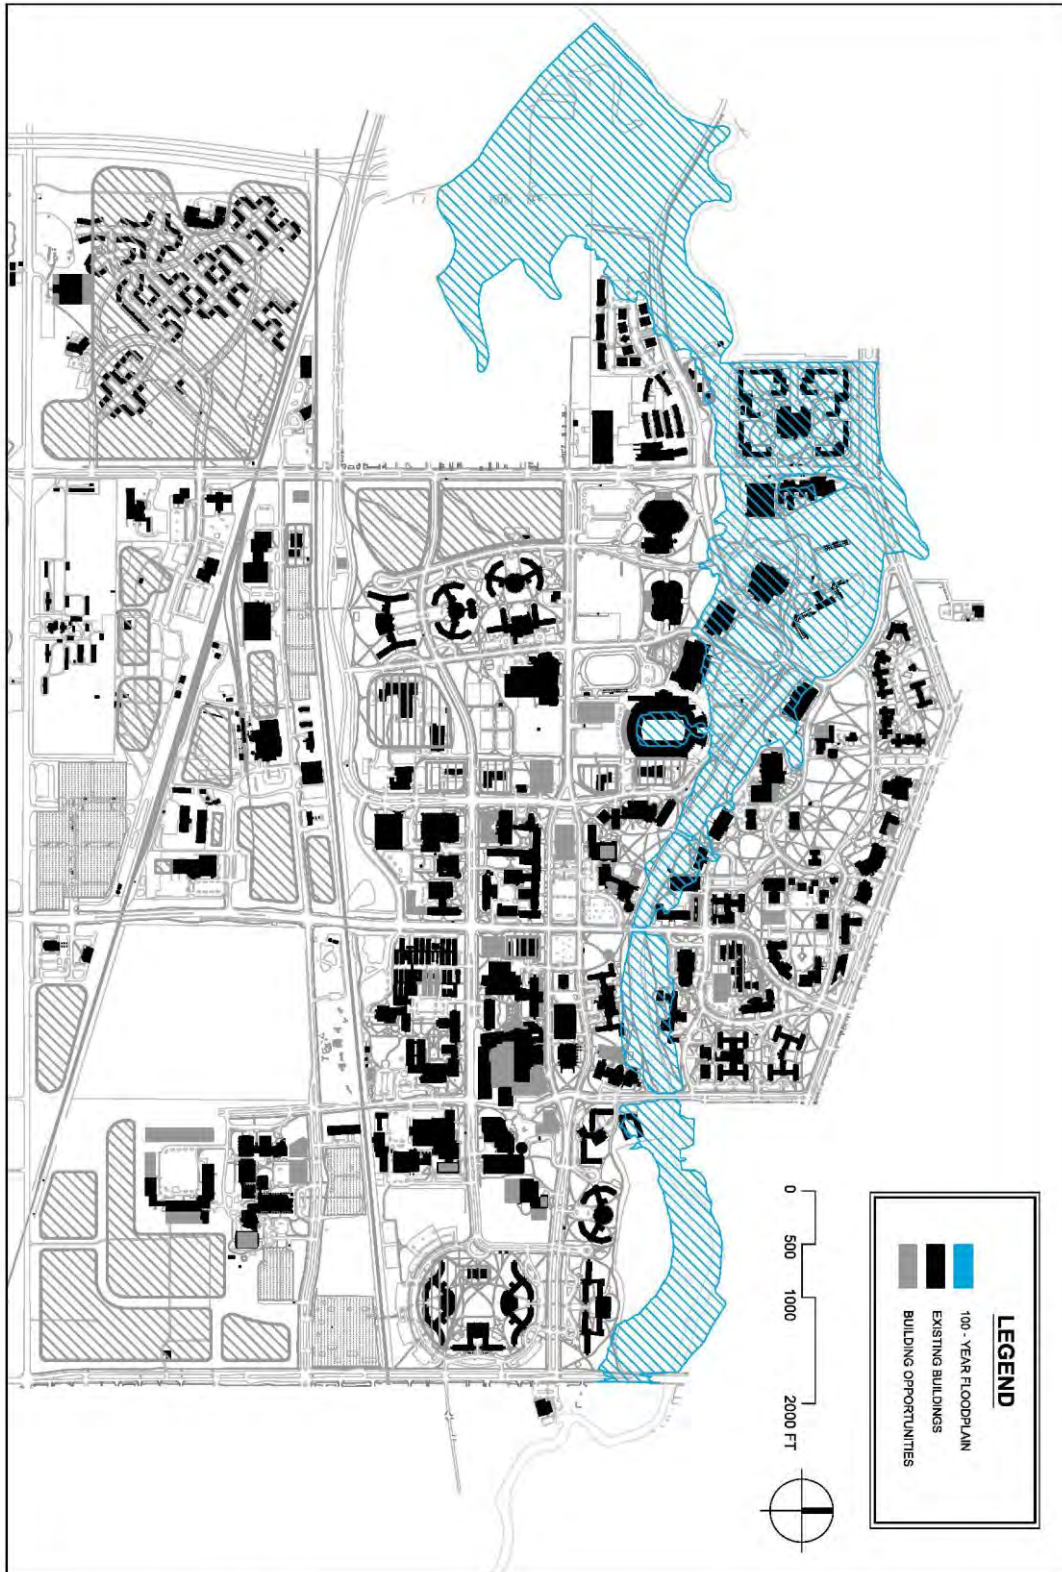 LEGEND
100 - YEAR FLOODPLAIN
EXISTING BUILDINGS
BUILDING OPPORTUNITIES
0
500
1000
2000 FT